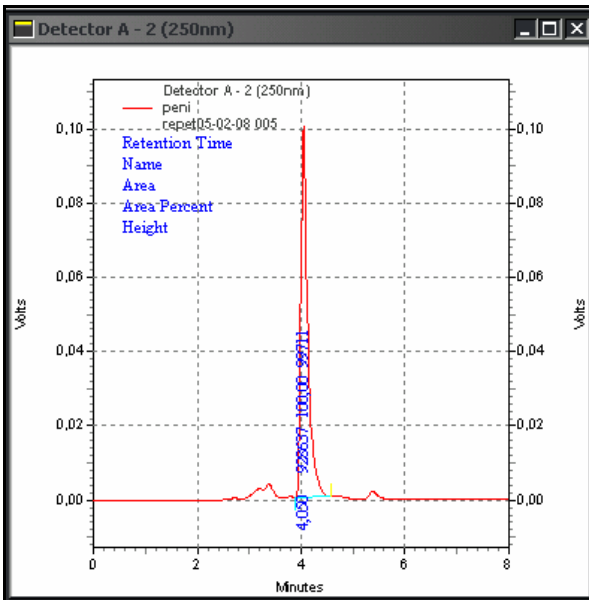 Detector A - 2 (250nm)
Detector A - 2 (250nm)
peni
repet05-02-08 005
Retention Time
Name
Area
Area Percent
Height
0,10
0,08
0,06
0,04
0,02
0,00
Volts
0,10
0,08
0,06
0,04
0,02
0,00
Volts
4,050 928637 100,00 99711
0 2 4 6 8
Minutes